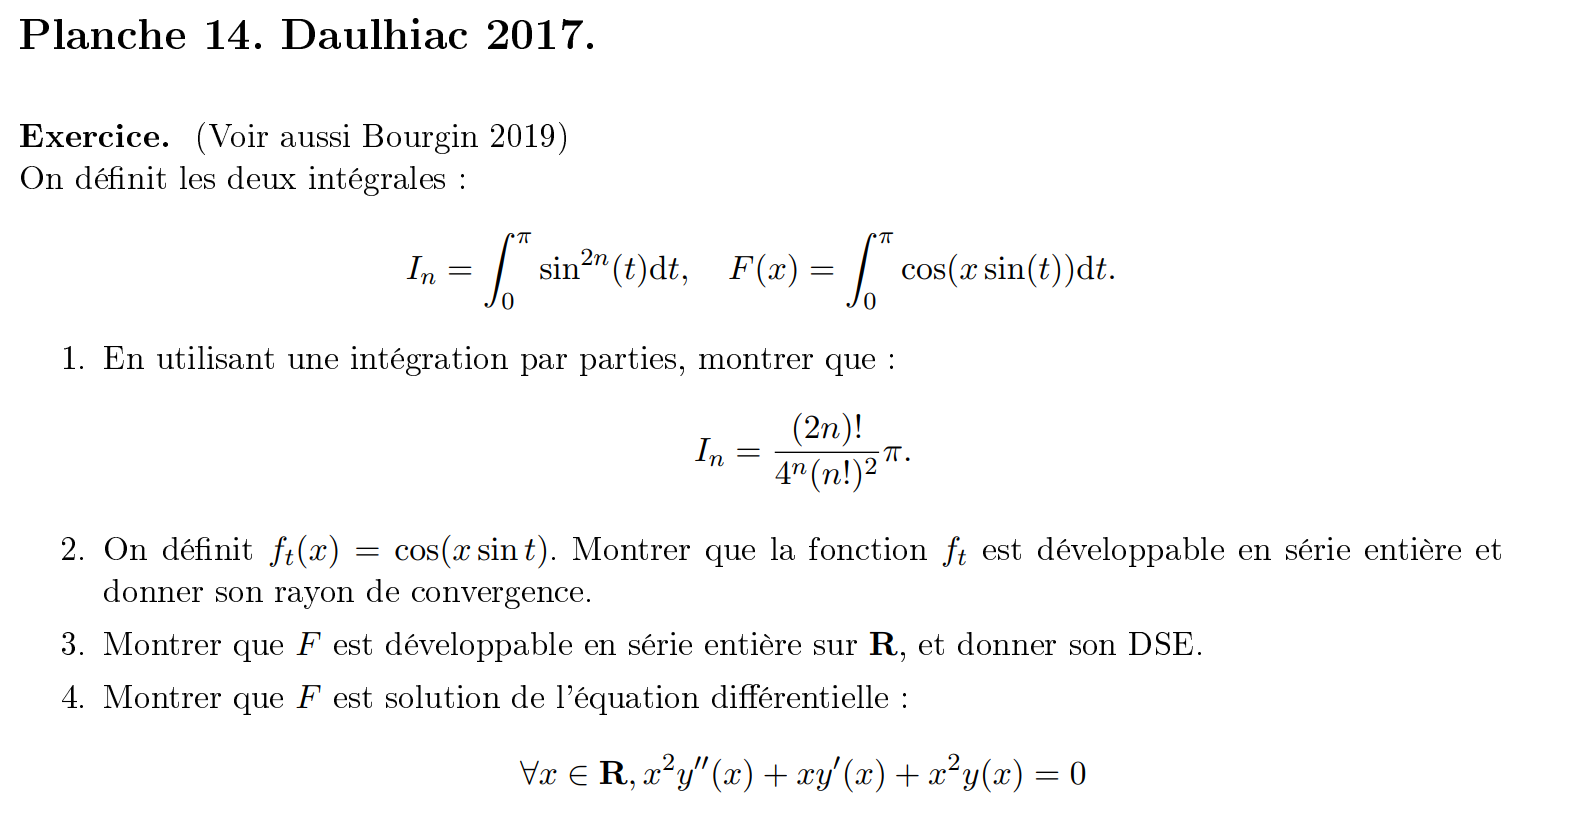 Planche 14. Daulhiac 2017.
Exercice. (Voir aussi Bourgin 2019)
On définit les deux intégrales :
$I_n = \int_0^\pi \sin^{2n}(t)\mathrm{d}t, \quad F(x) = \int_0^\pi \cos(x\sin(t))\mathrm{d}t.$
1. En utilisant une intégration par parties, montrer que :
$I_n = \frac{(2n)!}{4^n(n!)^2}\pi.$
2. On définit $f_t(x) = \cos(x\sin t)$. Montrer que la fonction $f_t$ est développable en série entière et
donner son rayon de convergence.
3. Montrer que $F$ est développable en série entière sur $\mathbf{R}$, et donner son DSE.
4. Montrer que $F$ est solution de l'équation différentielle :
$\forall x \in \mathbf{R}, x^2y''(x) + xy'(x) + x^2y(x) = 0$